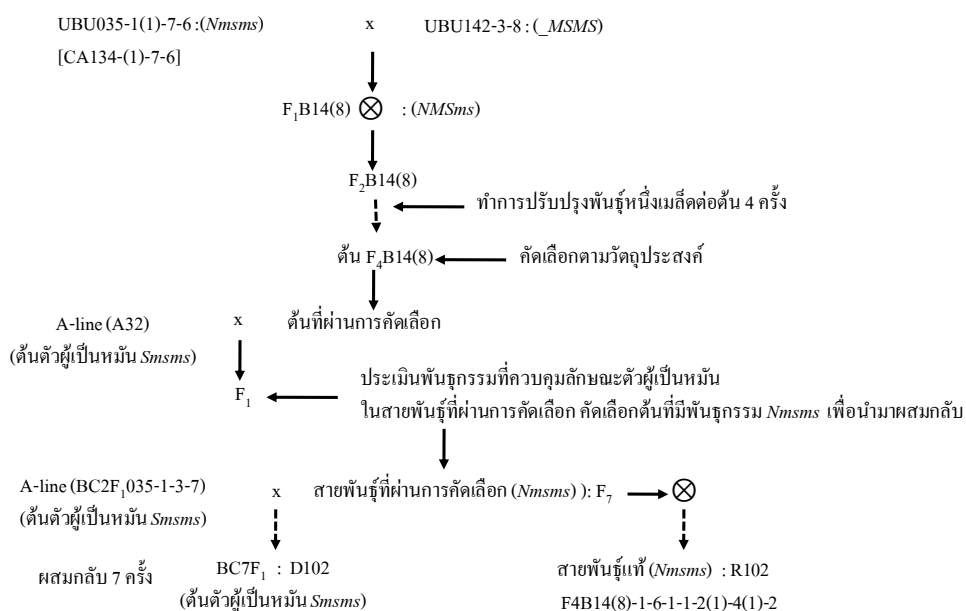 UBU035-1(1)-7-6 :(Nmsms) x UBU142-3-8 : (_MSMS)
[CA134-(1)-7-6]
F1B14(8) ⊗ : (NMSms)
F2B14(8)
ทำการปรับปรุงพันธุ์หนึ่งเมล็ดต่อต้น 4 ครั้ง
ต้น F4B14(8) คัดเลือกตามวัตถุประสงค์
A-line (A32) x ต้นที่ผ่านการคัดเลือก
(ต้นตัวผู้เป็นหมัน Smsms)
ประเมินพันธุกรรมที่ควบคุมลักษณะตัวผู้เป็นหมัน
F1 ในสายพันธุ์ที่ผ่านการคัดเลือก คัดเลือกต้นที่มีพันธุกรรม Nmsms เพื่อนำมาผสมกลับ
A-line (BC2F1035-1-3-7) x สายพันธุ์ที่ผ่านการคัดเลือก (Nmsms) ): F7 ⊗
(ต้นตัวผู้เป็นหมัน Smsms)
ผสมกลับ 7 ครั้ง BC7F1 : D102 สายพันธุ์แท้ (Nmsms) : R102
(ต้นตัวผู้เป็นหมัน Smsms) F4B14(8)-1-6-1-1-2(1)-4(1)-2